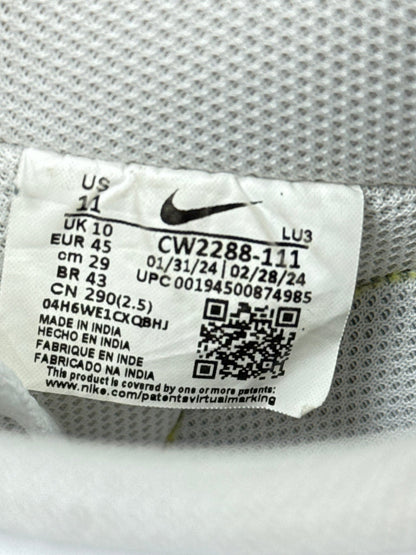 US
11
UK 10
EUR 45
cm 29
BR 43
CN 290(2.5)
LU3
CW2288-111
01/31/24 | 02/28/24
UPC 00194500874985
04H6WE1CXQBHJ
MADE IN INDIA
HECHO EN INDIA
FABRIQUE EN INDE
FABRICADO NA INDIA
This product is covered by one or more patents:
www.nike.com/patentsvirtualmarking